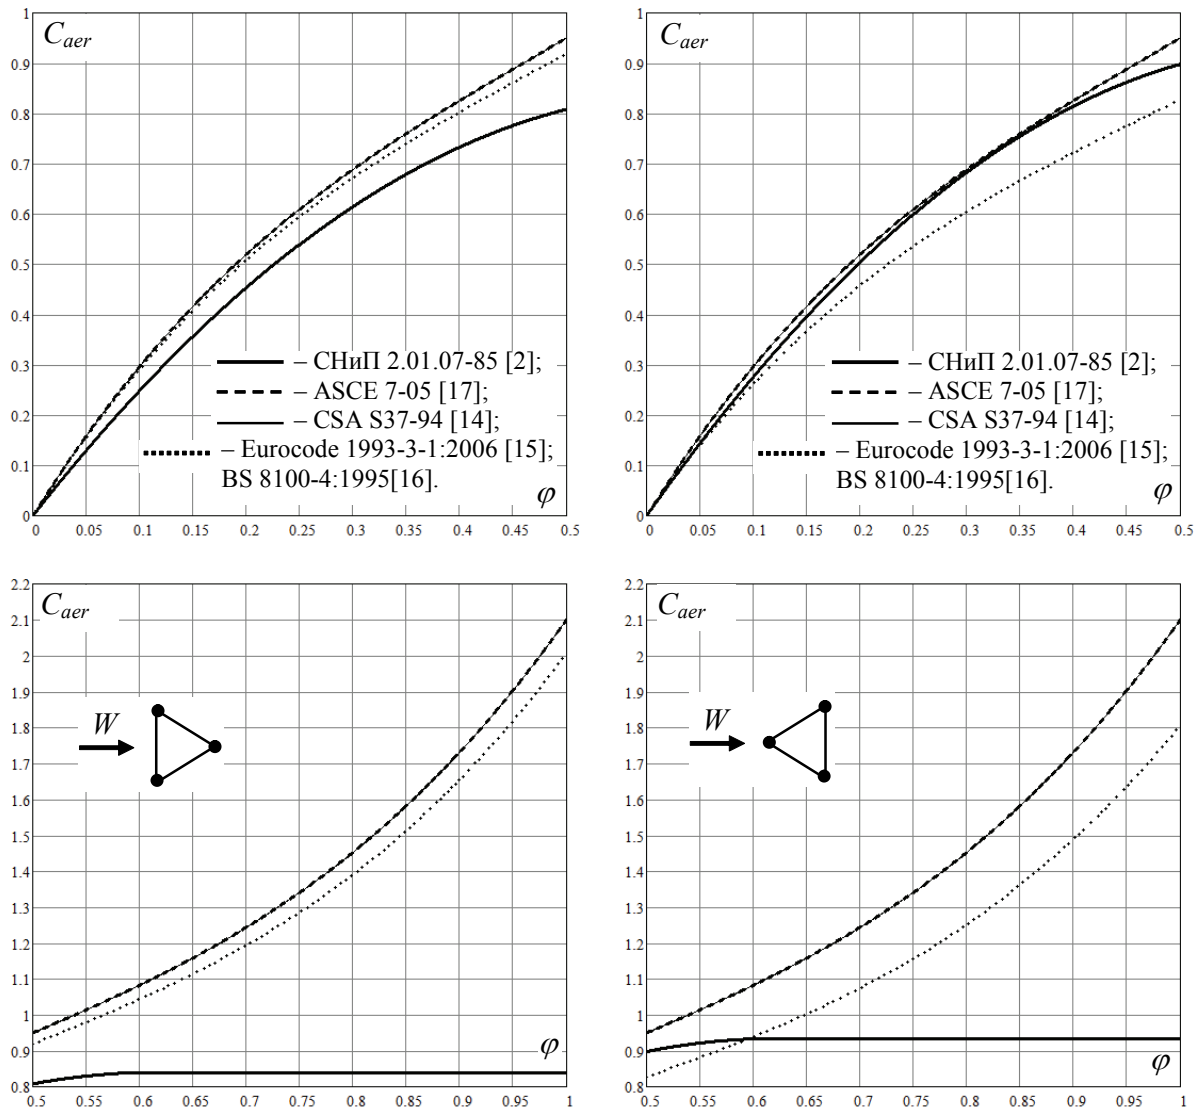 C_aer
1
0.9
0.8
0.7
0.6
0.5
0.4
0.3
0.2
0.1
0
– СНиП 2.01.07-85 [2];
– ASCE 7-05 [17];
– CSA S37-94 [14];
– Eurocode 1993-3-1:2006 [15];
BS 8100-4:1995[16].
φ
0 0.05 0.1 0.15 0.2 0.25 0.3 0.35 0.4 0.45 0.5
C_aer
1
0.9
0.8
0.7
0.6
0.5
0.4
0.3
0.2
0.1
0
– СНиП 2.01.07-85 [2];
– ASCE 7-05 [17];
– CSA S37-94 [14];
– Eurocode 1993-3-1:2006 [15];
BS 8100-4:1995[16].
φ
0 0.05 0.1 0.15 0.2 0.25 0.3 0.35 0.4 0.45 0.5
C_aer
2.2
2.1
2
1.9
1.8
1.7
1.6
1.5
1.4
1.3
1.2
1.1
1
0.9
0.8
W
φ
0.5 0.55 0.6 0.65 0.7 0.75 0.8 0.85 0.9 0.95 1
C_aer
2.2
2.1
2
1.9
1.8
1.7
1.6
1.5
1.4
1.3
1.2
1.1
1
0.9
0.8
W
φ
0.5 0.55 0.6 0.65 0.7 0.75 0.8 0.85 0.9 0.95 1